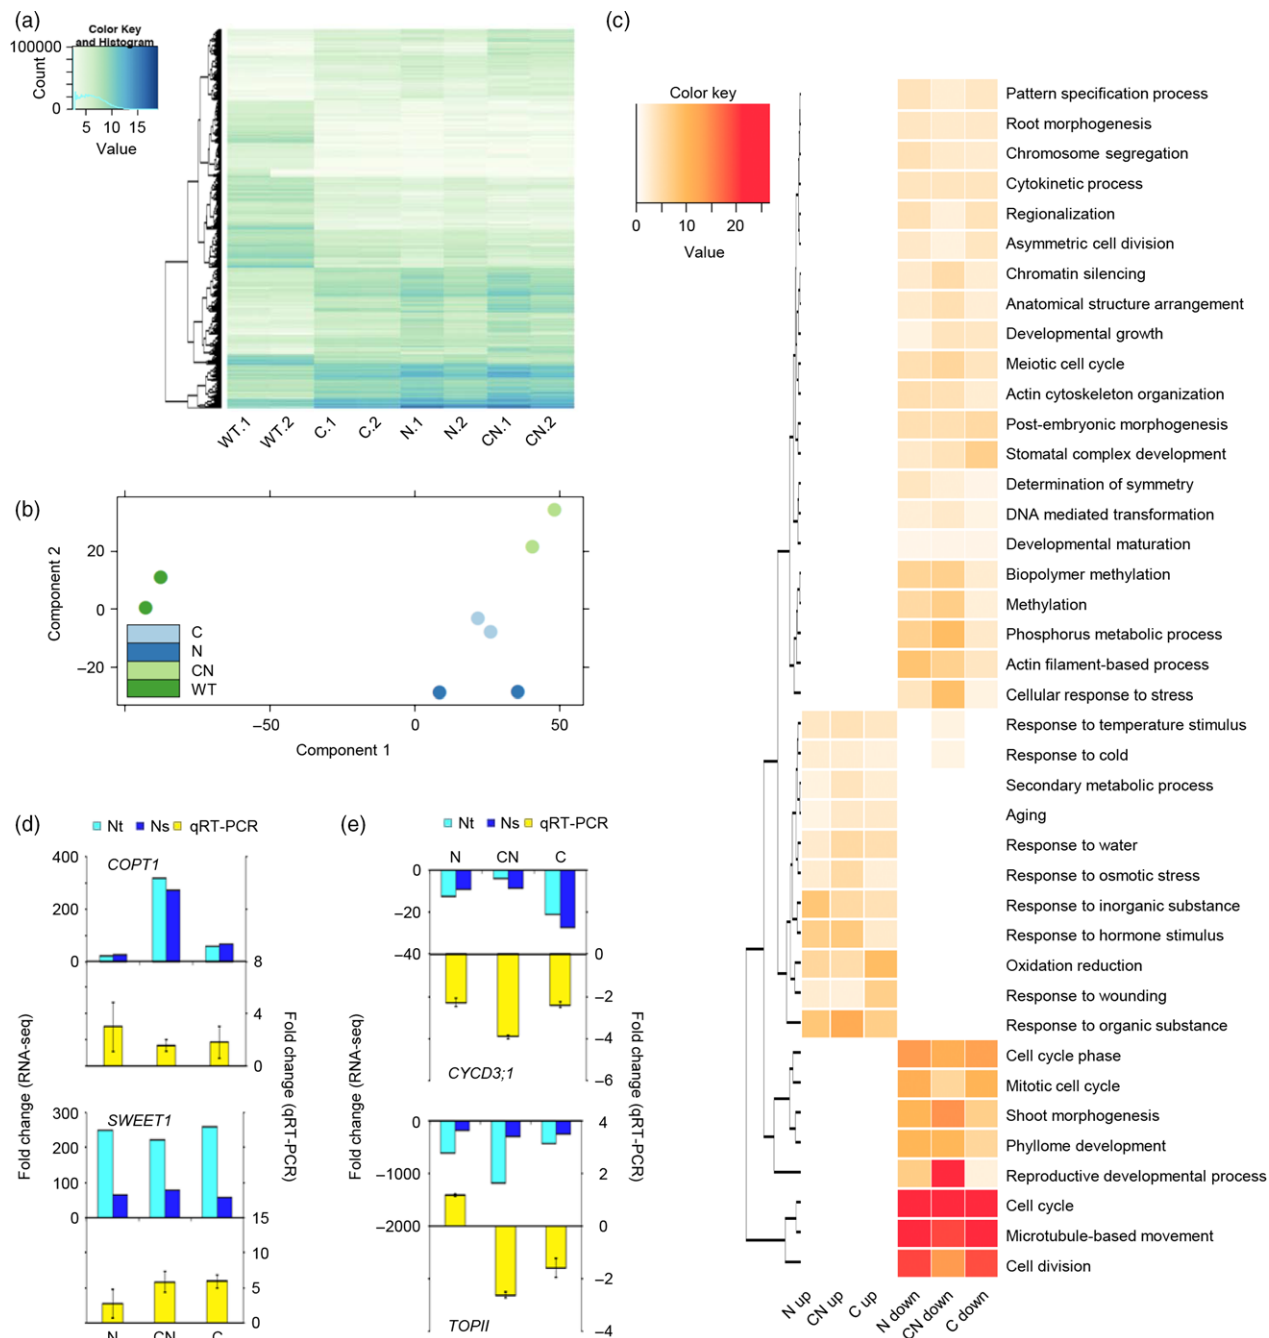 (a)
Color Key
and Histogram
100000
0
Count
5 10 15
Value
WT.1 WT.2 C.1 C.2 N.1 N.2 CN.1 CN.2
(b)
Component 2
20
0
−20
C
N
CN
WT
−50 0 50
Component 1
(c)
Color key
0 10 20
Value
Pattern specification process
Root morphogenesis
Chromosome segregation
Cytokinetic process
Regionalization
Asymmetric cell division
Chromatin silencing
Anatomical structure arrangement
Developmental growth
Meiotic cell cycle
Actin cytoskeleton organization
Post-embryonic morphogenesis
Stomatal complex development
Determination of symmetry
DNA mediated transformation
Developmental maturation
Biopolymer methylation
Methylation
Phosphorus metabolic process
Actin filament-based process
Cellular response to stress
Response to temperature stimulus
Response to cold
Secondary metabolic process
Aging
Response to water
Response to osmotic stress
Response to inorganic substance
Response to hormone stimulus
Oxidation reduction
Response to wounding
Response to organic substance
Cell cycle phase
Mitotic cell cycle
Shoot morphogenesis
Phyllome development
Reproductive developmental process
Cell cycle
Microtubule-based movement
Cell division
N up CN up C up N down CN down C down
(d)
Nt Ns qRT-PCR
COPT1
400
200
0
8
4
0
Fold change (RNA-seq)
Fold change (qRT-PCR)
SWEET1
300
200
100
0
15
10
5
0
N CN C
(e)
Nt Ns qRT-PCR
N CN C
0
−20
−40
0
−2
−4
−6
CYCD3;1
Fold change (RNA-seq)
Fold change (qRT-PCR)
0
−1000
−2000
4
2
0
−2
−4
TOPII